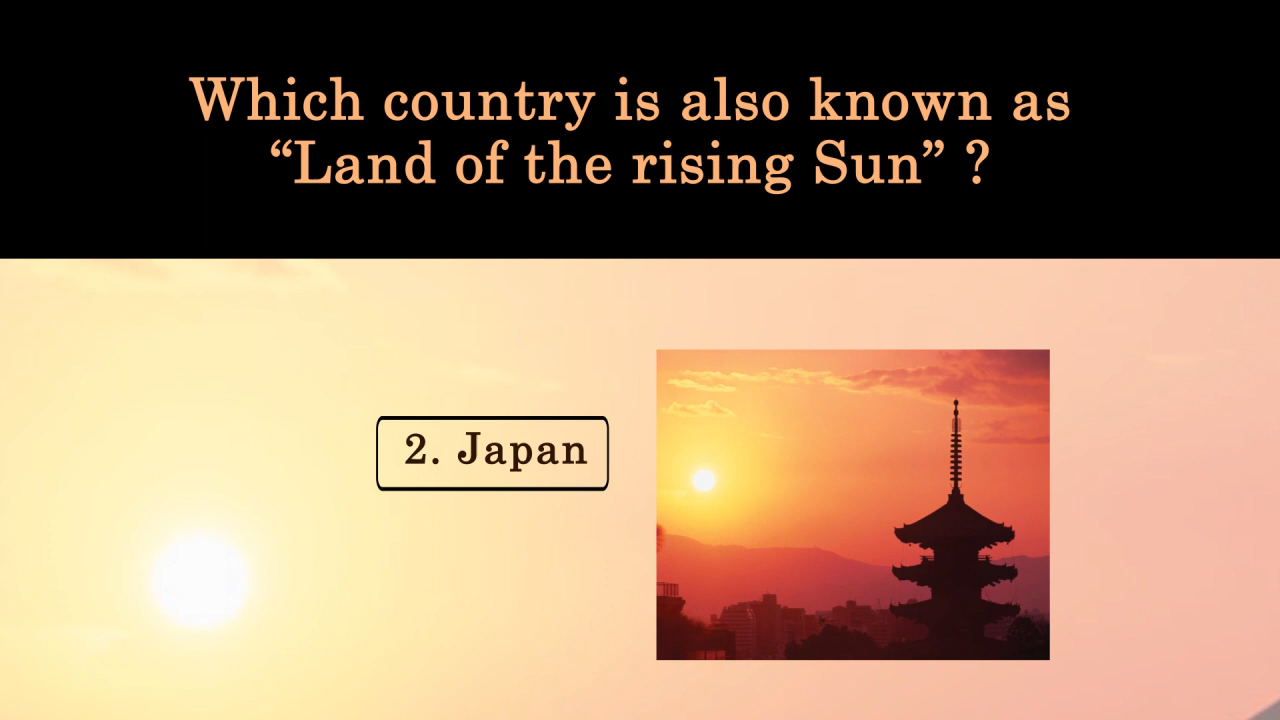 Which country is also known as
“Land of the rising Sun” ?
2. Japan